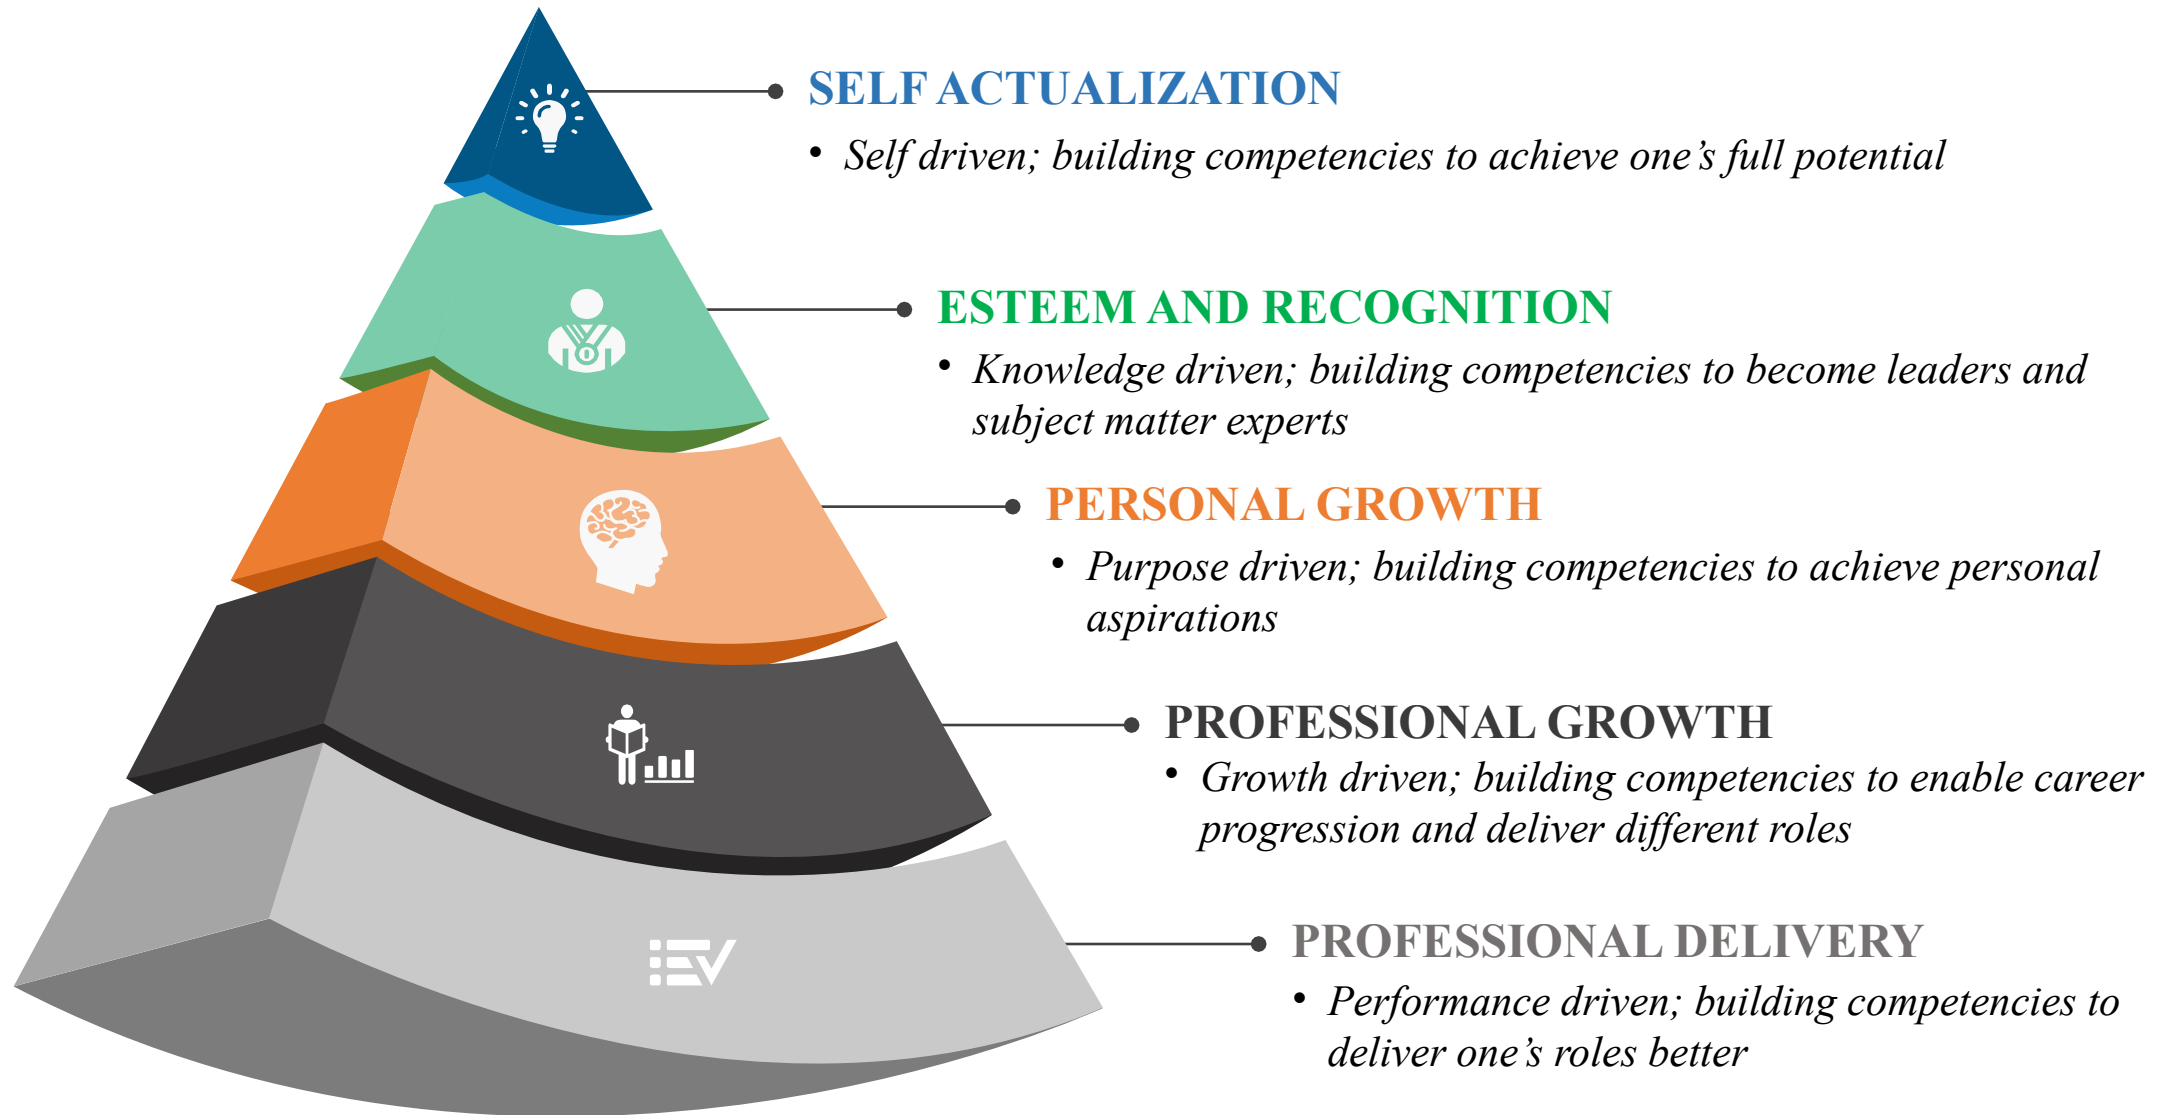 SELF ACTUALIZATION
• Self driven; building competencies to achieve one’s full potential
ESTEEM AND RECOGNITION
• Knowledge driven; building competencies to become leaders and
subject matter experts
PERSONAL GROWTH
• Purpose driven; building competencies to achieve personal
aspirations
PROFESSIONAL GROWTH
• Growth driven; building competencies to enable career
progression and deliver different roles
PROFESSIONAL DELIVERY
• Performance driven; building competencies to
deliver one’s roles better